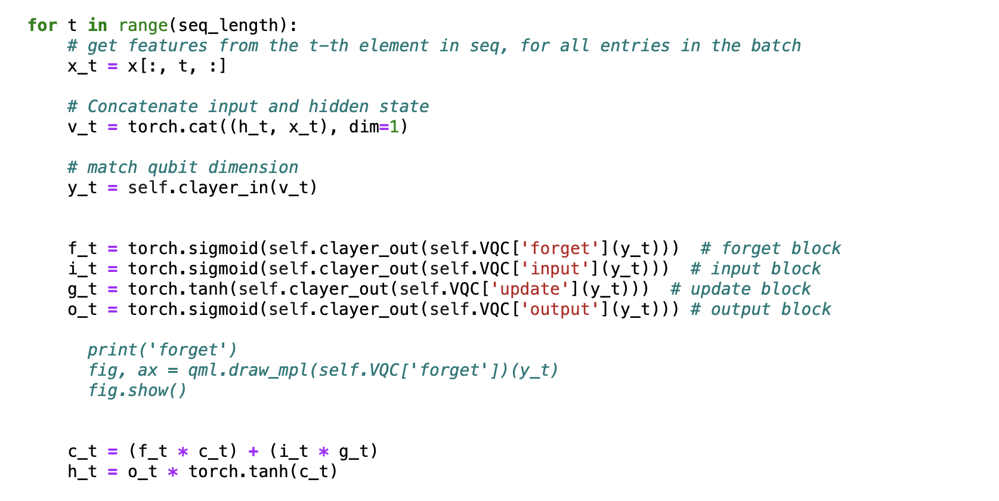 for t in range(seq_length):
# get features from the t-th element in seq, for all entries in the batch
x_t = x[:, t, :]
# Concatenate input and hidden state
v_t = torch.cat((h_t, x_t), dim=1)
# match qubit dimension
y_t = self.clayer_in(v_t)
f_t = torch.sigmoid(self.clayer_out(self.VQC['forget'](y_t)))  # forget block
i_t = torch.sigmoid(self.clayer_out(self.VQC['input'](y_t)))  # input block
g_t = torch.tanh(self.clayer_out(self.VQC['update'](y_t)))  # update block
o_t = torch.sigmoid(self.clayer_out(self.VQC['output'](y_t))) # output block
print('forget')
fig, ax = qml.draw_mpl(self.VQC['forget'])(y_t)
fig.show()
c_t = (f_t * c_t) + (i_t * g_t)
h_t = o_t * torch.tanh(c_t)